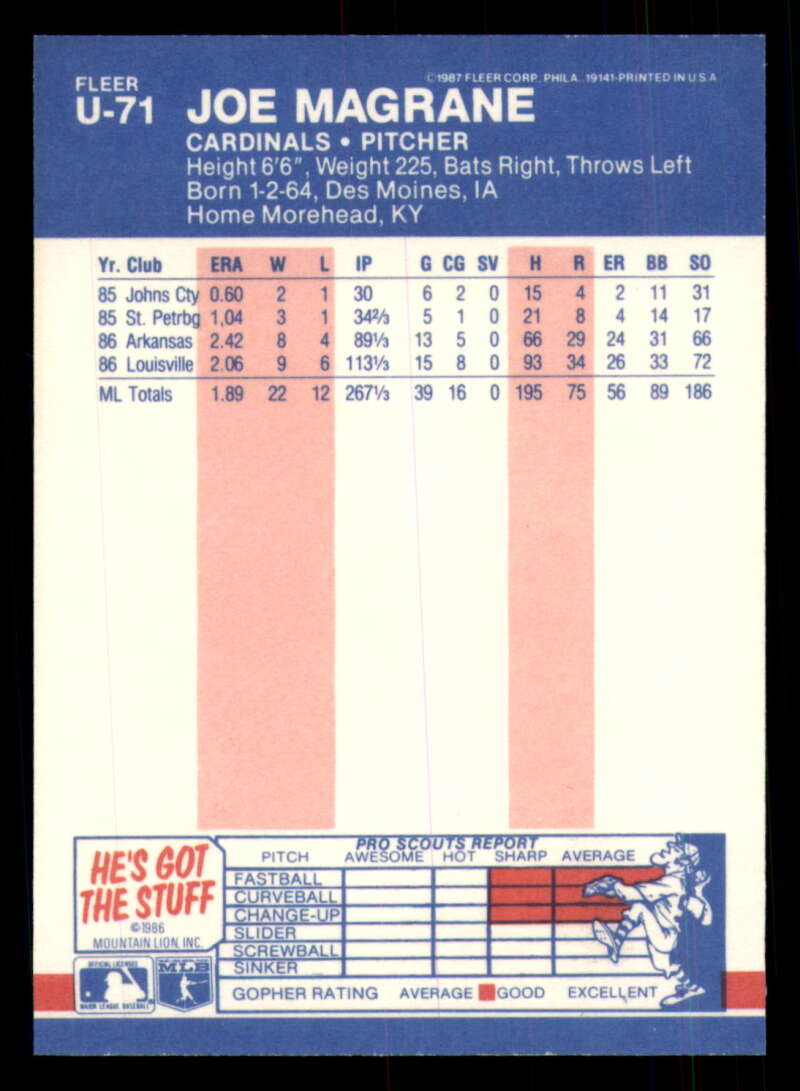 ©1987 FLEER CORP. PHILA. 19141-PRINTED IN U.S.A
FLEER
U-71 JOE MAGRANE
CARDINALS • PITCHER
Height 6'6", Weight 225, Bats Right, Throws Left
Born 1-2-64, Des Moines, IA
Home Morehead, KY
Yr. Club ERA W L IP G CG SV H R ER BB SO
85 Johns Cty 0.60 2 1 30 6 2 0 15 4 2 11 31
85 St. Petrbg 1,04 3 1 34⅔ 5 1 0 21 8 4 14 17
86 Arkansas 2.42 8 4 89⅓ 13 5 0 66 29 24 31 66
86 Louisville 2.06 9 6 113⅓ 15 8 0 93 34 26 33 72
ML Totals 1.89 22 12 267⅓ 39 16 0 195 75 56 89 186
HE'S GOT
THE STUFF
©1986
MOUNTAIN LION, INC.
OFFICIAL LICENSEE
MAJOR LEAGUE BASEBALL
MLB
PRO SCOUTS REPORT
PITCH AWESOME HOT SHARP AVERAGE
FASTBALL
CURVEBALL
CHANGE-UP
SLIDER
SCREWBALL
SINKER
GOPHER RATING AVERAGE GOOD EXCELLENT